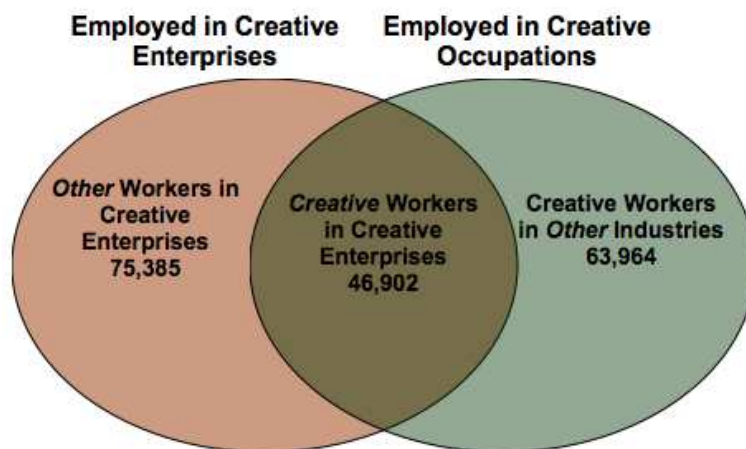 Employed in Creative
Enterprises
Employed in Creative
Occupations
Other Workers in
Creative
Enterprises
75,385
Creative Workers
in Creative
Enterprises
46,902
Creative Workers
in Other Industries
63,964